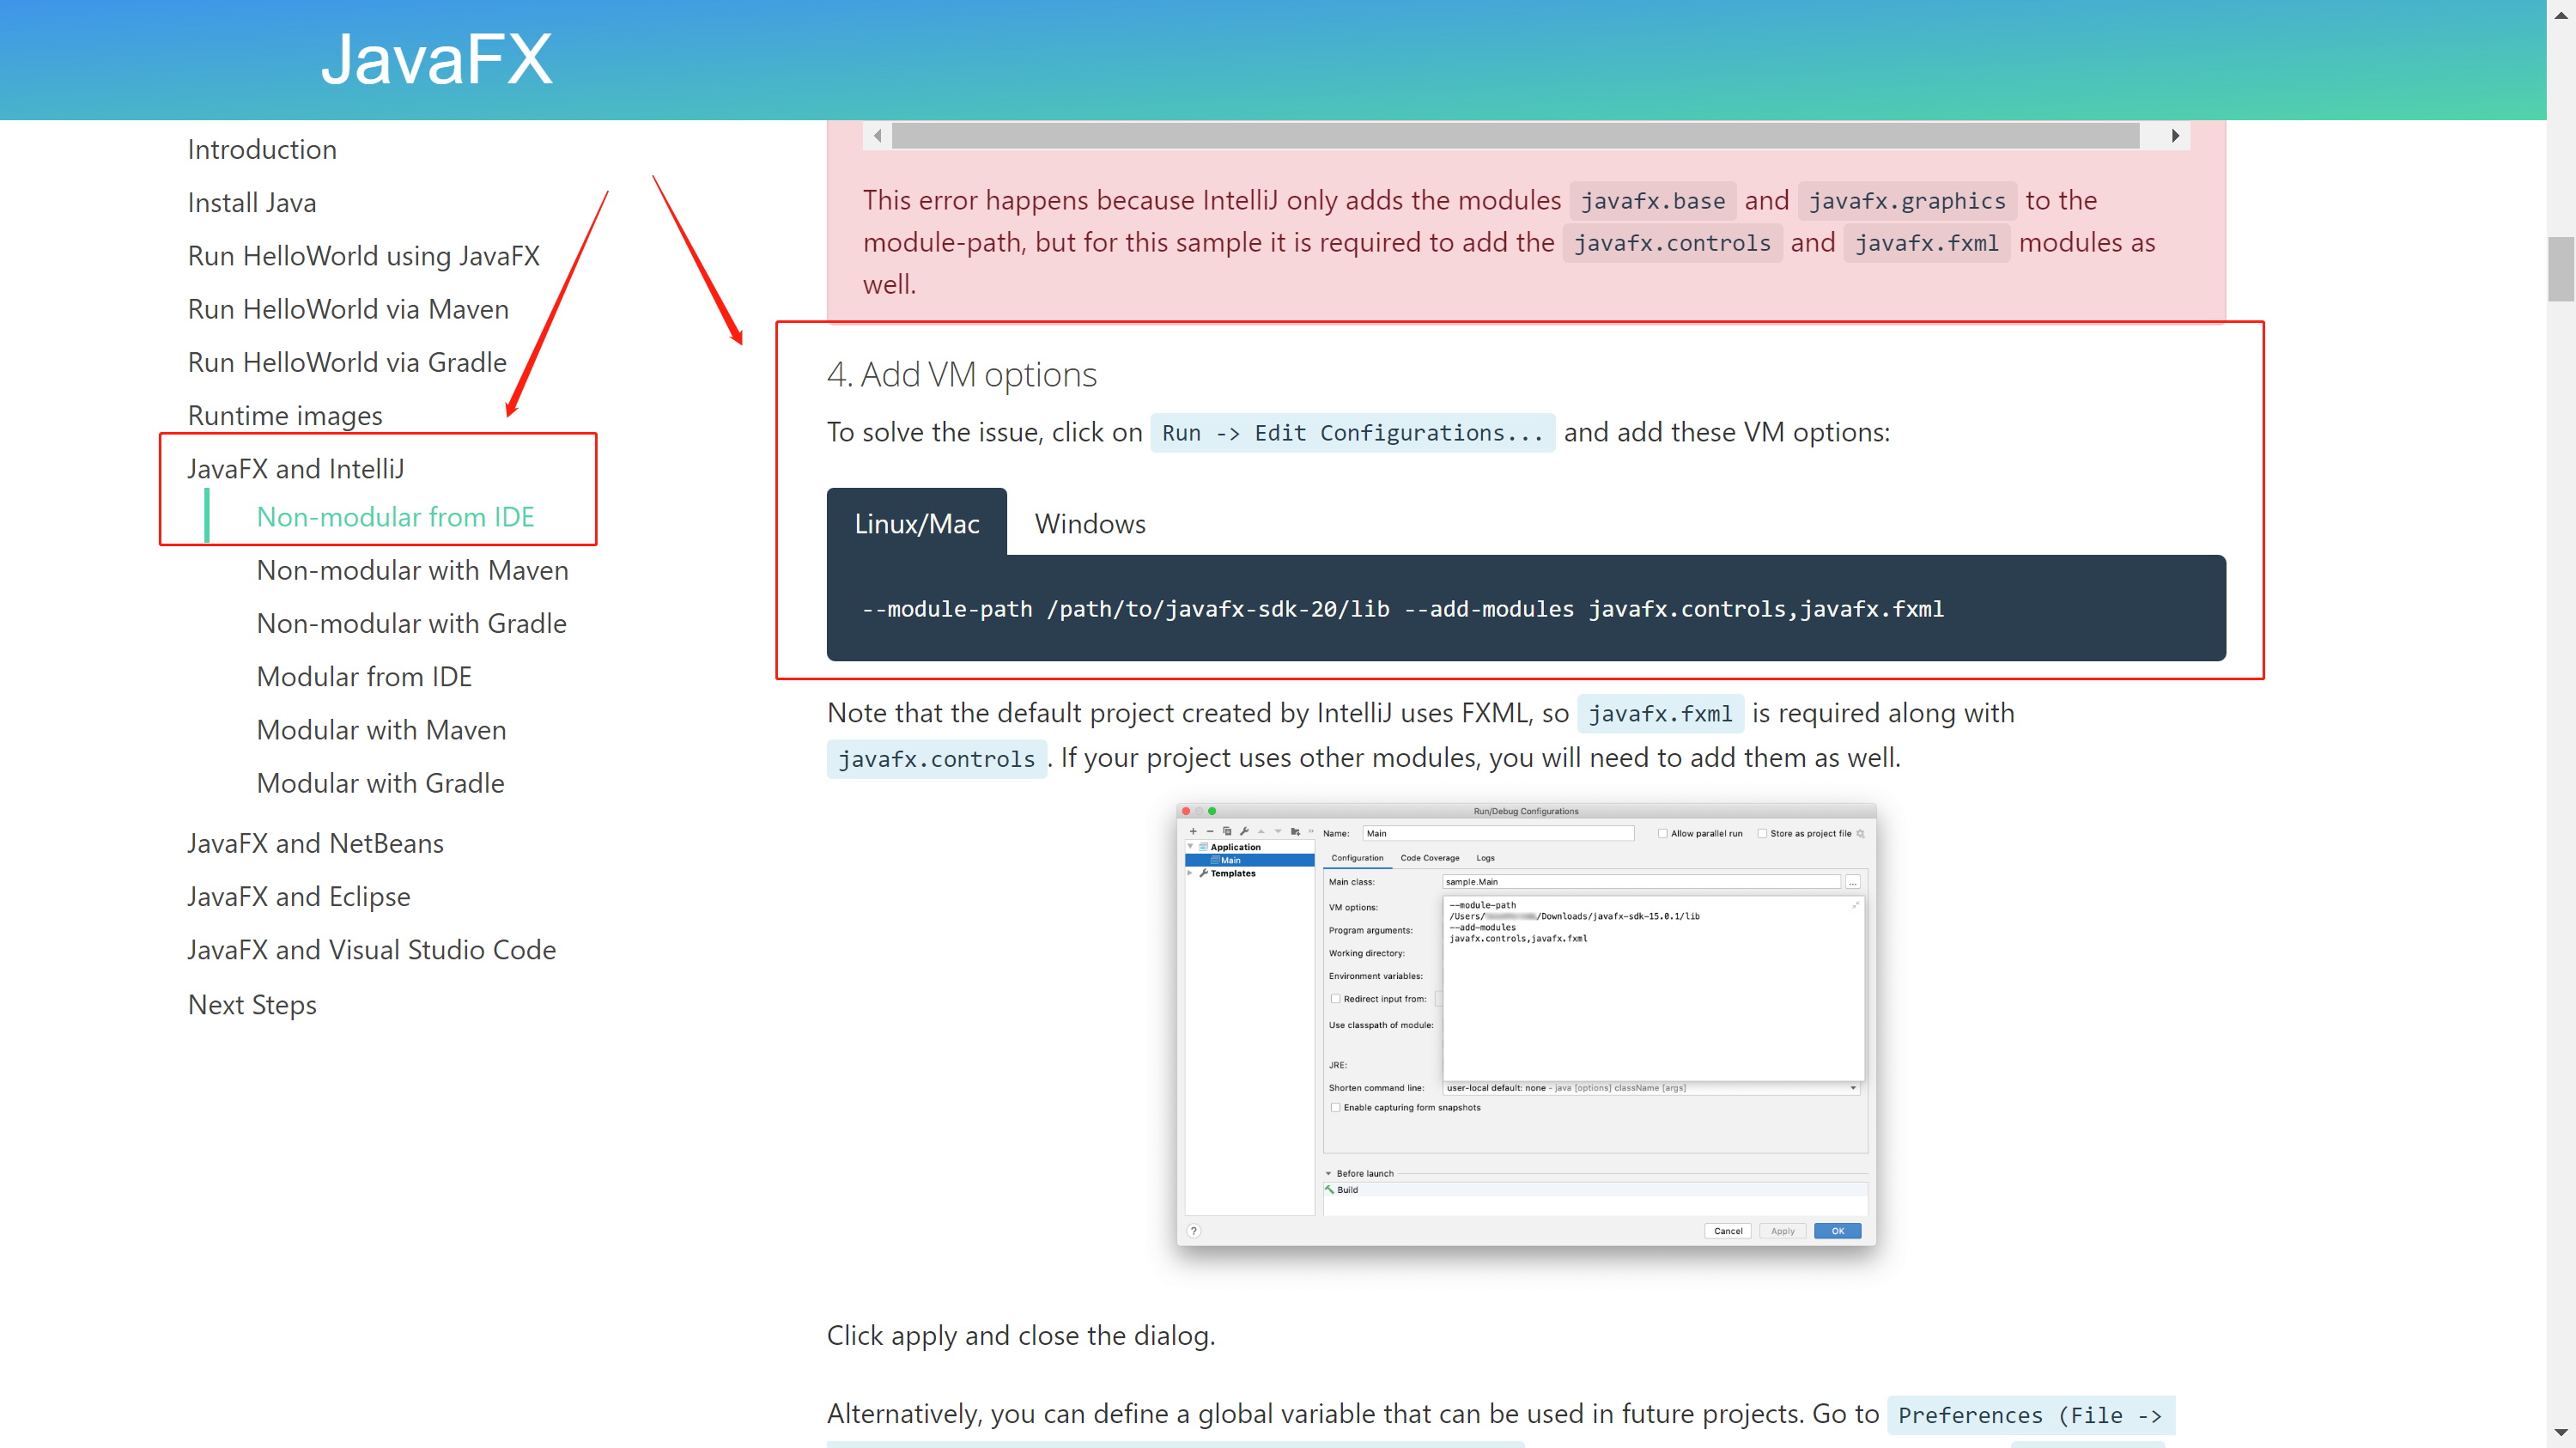 JavaFX
Introduction
Install Java
Run HelloWorld using JavaFX
Run HelloWorld via Maven
Run HelloWorld via Gradle
Runtime images
JavaFX and IntelliJ
Non-modular from IDE
Non-modular with Maven
Non-modular with Gradle
Modular from IDE
Modular with Maven
Modular with Gradle
JavaFX and NetBeans
JavaFX and Eclipse
JavaFX and Visual Studio Code
Next Steps
This error happens because IntelliJ only adds the modules javafx.base and javafx.graphics to the
module-path, but for this sample it is required to add the javafx.controls and javafx.fxml modules as
well.
4. Add VM options
To solve the issue, click on Run -> Edit Configurations... and add these VM options:
Linux/Mac Windows
--module-path /path/to/javafx-sdk-20/lib --add-modules javafx.controls,javafx.fxml
Note that the default project created by IntelliJ uses FXML, so javafx.fxml is required along with
javafx.controls. If your project uses other modules, you will need to add them as well.
Run/Debug Configurations
Name: Main Allow parallel run Store as project file
Application
Main
Templates
Configuration Code Coverage Logs
Main class: sample.Main ...
VM options:
--module-path
/Users/ /Downloads/javafx-sdk-15.0.1/lib
--add-modules
javafx.controls,javafx.fxml
Program arguments:
Working directory:
Environment variables:
Redirect input from:
Use classpath of module:
JRE:
Shorten command line: user-local default: none - java [options] className [args]
Enable capturing form snapshots
Before launch
Build
? Cancel Apply OK
Click apply and close the dialog.
Alternatively, you can define a global variable that can be used in future projects. Go to Preferences (File ->